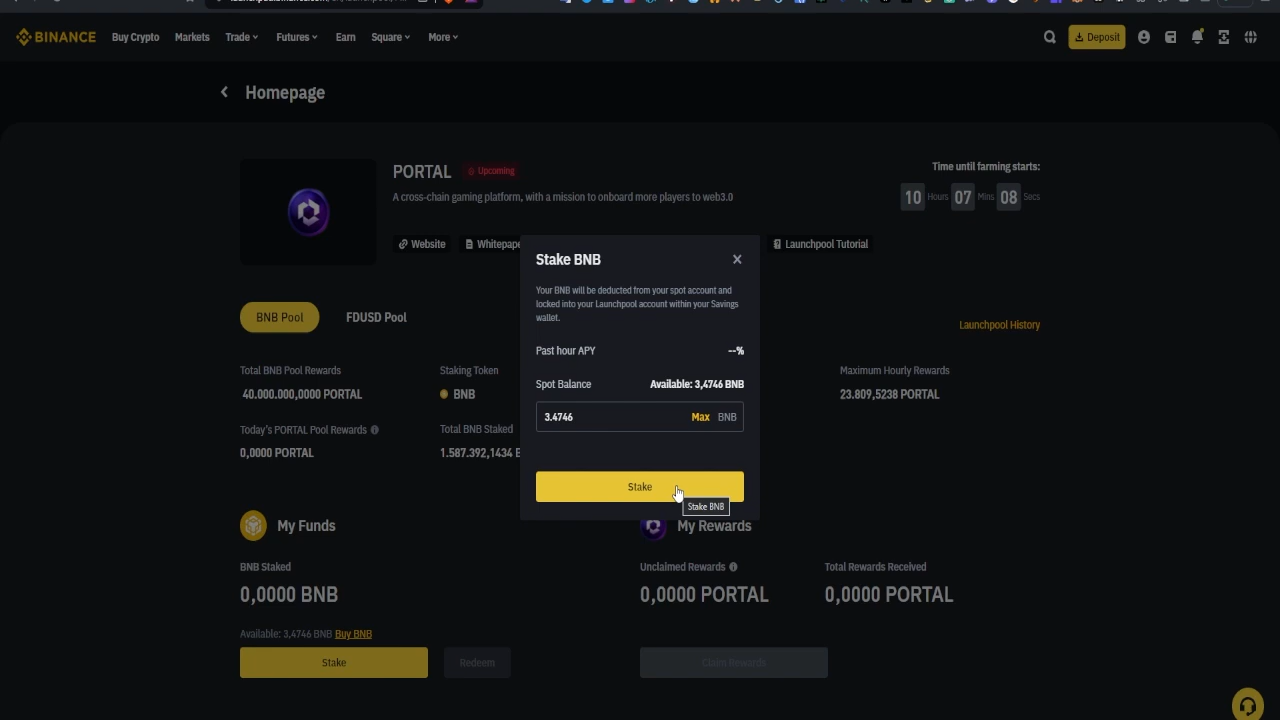 BINANCE Buy Crypto Markets Trade Futures Earn Square More Deposit
Homepage
PORTAL Upcoming
Time until farming starts:
A cross-chain gaming platform, with a mission to onboard more players to web3.0
10 Hours 07 Mins 08 Secs
Website Whitepape Launchpool Tutorial
Stake BNB
Your BNB will be deducted from your spot account and
locked into your Launchpool account within your Savings
wallet.
BNB Pool FDUSD Pool
Launchpool History
Past hour APY --%
Total BNB Pool Rewards Staking Token Maximum Hourly Rewards
Spot Balance Available: 3,4746 BNB
40.000.000,0000 PORTAL BNB 23.809,5238 PORTAL
3.4746 Max BNB
Today's PORTAL Pool Rewards Total BNB Staked
0,0000 PORTAL 1.587.392,1434 B
Stake
Stake BNB
My Funds My Rewards
BNB Staked Unclaimed Rewards Total Rewards Received
0,0000 BNB 0,0000 PORTAL 0,0000 PORTAL
Available: 3,4746 BNB Buy BNB
Stake Redeem Claim Rewards